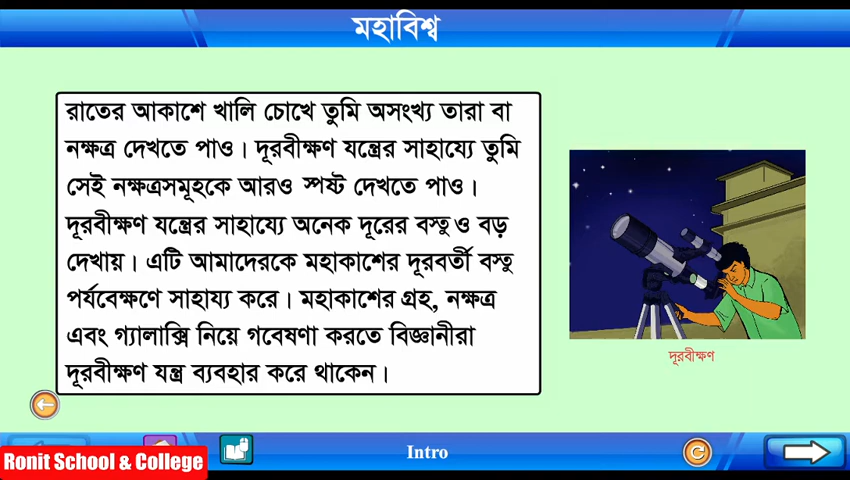 মহাবিশ্ব
রাতের আকাশে খালি চোখে তুমি অসংখ্য তারা বা
নক্ষত্র দেখতে পাও। দূরবীক্ষণ যন্ত্রের সাহায্যে তুমি
সেই নক্ষত্রসমূহকে আরও স্পষ্ট দেখতে পাও।
দূরবীক্ষণ যন্ত্রের সাহায্যে অনেক দূরের বস্তুও বড়
দেখায়। এটি আমাদেরকে মহাকাশের দূরবর্তী বস্তু
পর্যবেক্ষণে সাহায্য করে। মহাকাশের গ্রহ, নক্ষত্র
এবং গ্যালাক্সি নিয়ে গবেষণা করতে বিজ্ঞানীরা
দূরবীক্ষণ যন্ত্র ব্যবহার করে থাকেন।
দূরবীক্ষণ
Ronit School & College
Intro